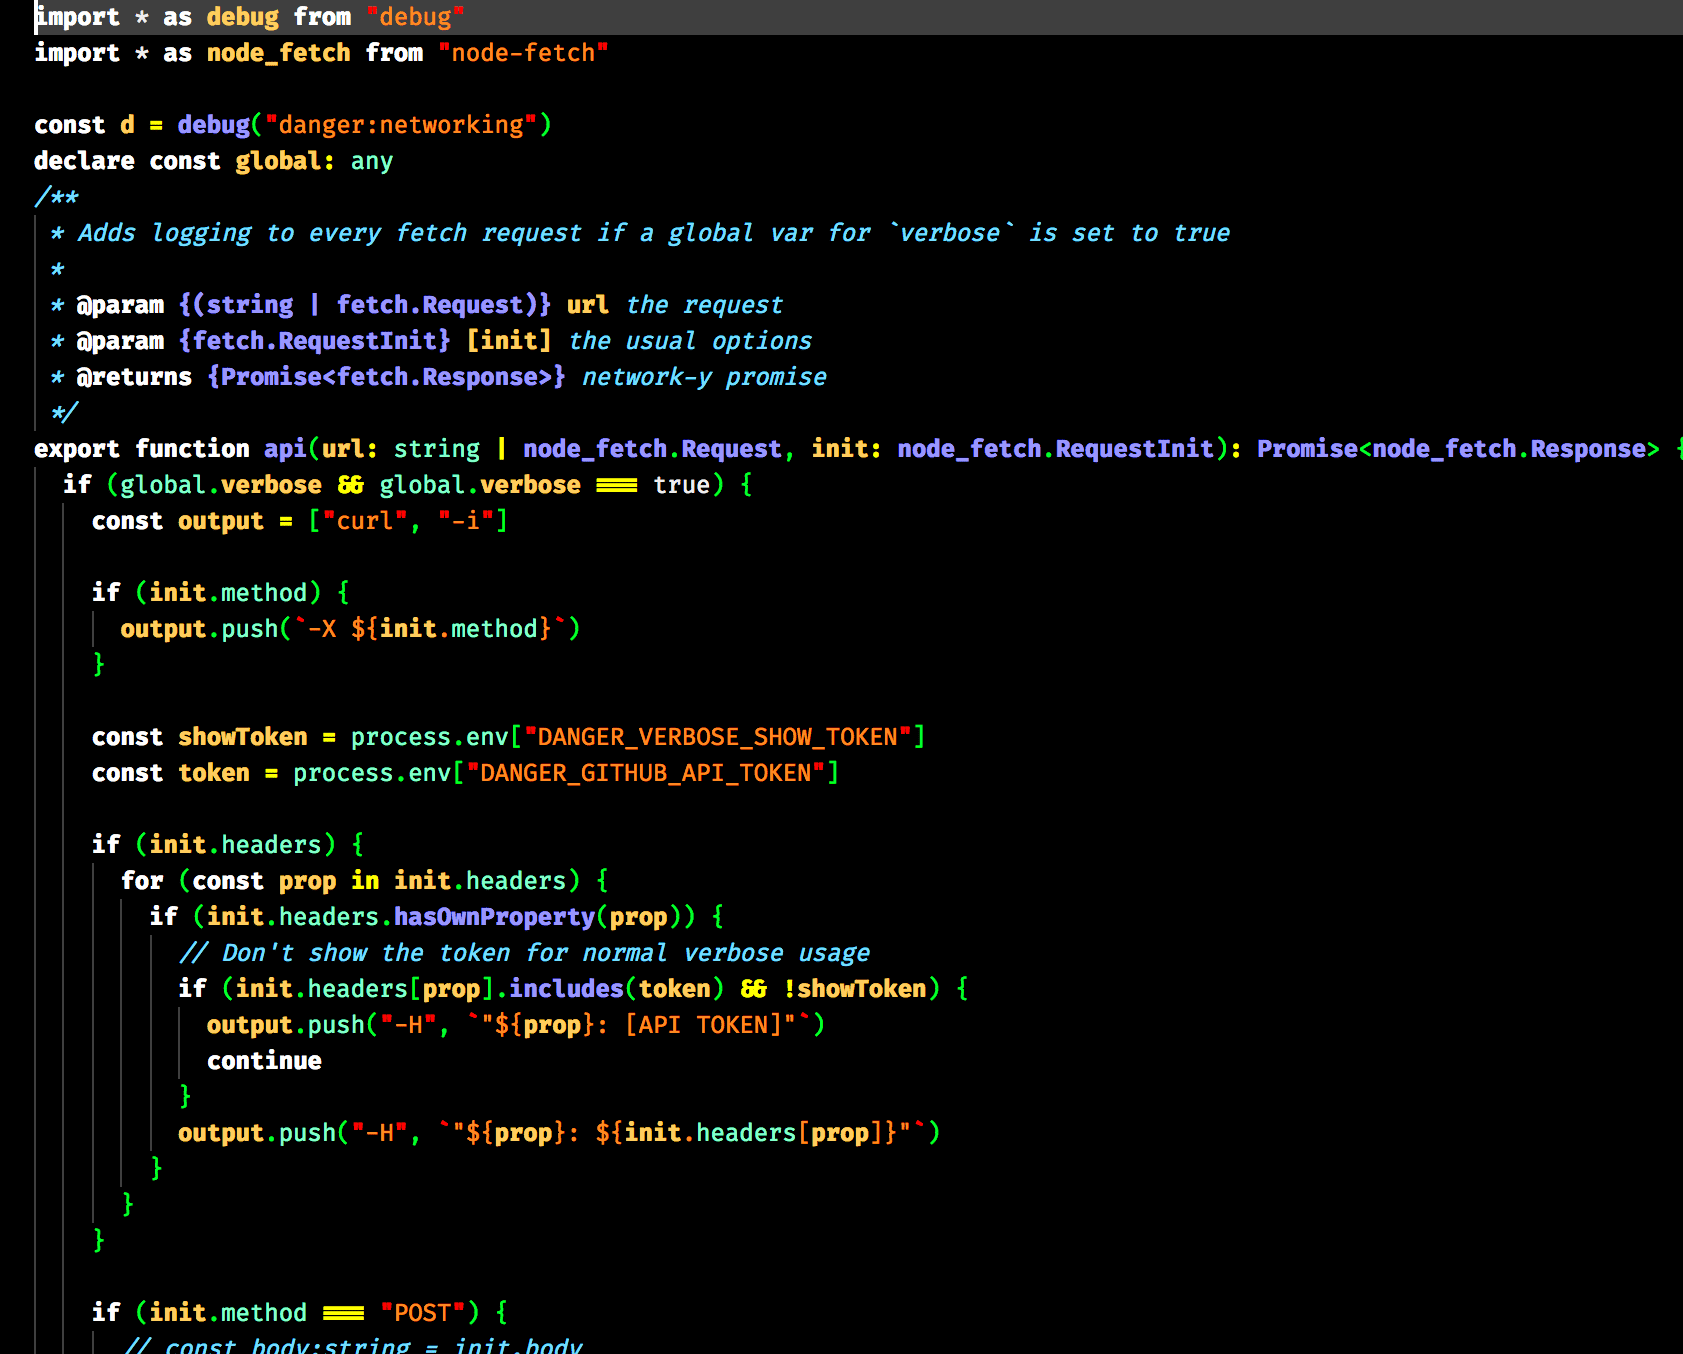 import * as debug from "debug"
import * as node_fetch from "node-fetch"

const d = debug("danger:networking")
declare const global: any
/**
 * Adds logging to every fetch request if a global var for `verbose` is set to true
 *
 * @param {(string | fetch.Request)} url the request
 * @param {fetch.RequestInit} [init] the usual options
 * @returns {Promise<fetch.Response>} network-y promise
 */
export function api(url: string | node_fetch.Request, init: node_fetch.RequestInit): Promise<node_fetch.Response> {
  if (global.verbose && global.verbose === true) {
    const output = ["curl", "-i"]

    if (init.method) {
      output.push(`-X ${init.method}`)
    }

    const showToken = process.env["DANGER_VERBOSE_SHOW_TOKEN"]
    const token = process.env["DANGER_GITHUB_API_TOKEN"]

    if (init.headers) {
      for (const prop in init.headers) {
        if (init.headers.hasOwnProperty(prop)) {
          // Don't show the token for normal verbose usage
          if (init.headers[prop].includes(token) && !showToken) {
            output.push("-H", `"${prop}: [API TOKEN]"`)
            continue
          }
          output.push("-H", `"${prop}: ${init.headers[prop]}"`)
        }
      }
    }

    if (init.method === "POST") {
      // const body:string = init.body